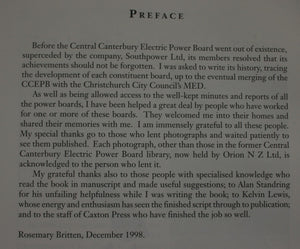 PREFACE
Before the Central Canterbury Electric Power Board went out of existence,
superceded by the company, Southpower Ltd, its members resolved that its
achievements should not be forgotten. I was asked to write its history, tracing
the development of each constituent board, up to the eventual merging of the
CCEPB with Christchurch City Council's MED.
As well as being allowed access to the well-kept minutes and reports of all
the power boards, I have been helped a great deal by people who have worked
for one or more of these boards. They welcomed me into their homes and
shared their memories with me. I am immensely grateful to all these people.
My special thanks go to those who lent photographs and waited patiently to
see them published. Each photograph, other than those in the former Central
Canterbury Electric Power Board library, now held by Orion N Z Ltd, is
acknowledged to the person who lent it.
My grateful thanks also to those people with specialised knowledge who
read the book in manuscript and made useful suggestions; to Alan Standring
for his unfailing helpfulness while I was writing the book; to Kelvin Lewis,
whose energy and enthusiasm has seen the finished script through to publication;
and to the staff of Caxton Press who have finished the job so well.
Rosemary Britten, December 1998.